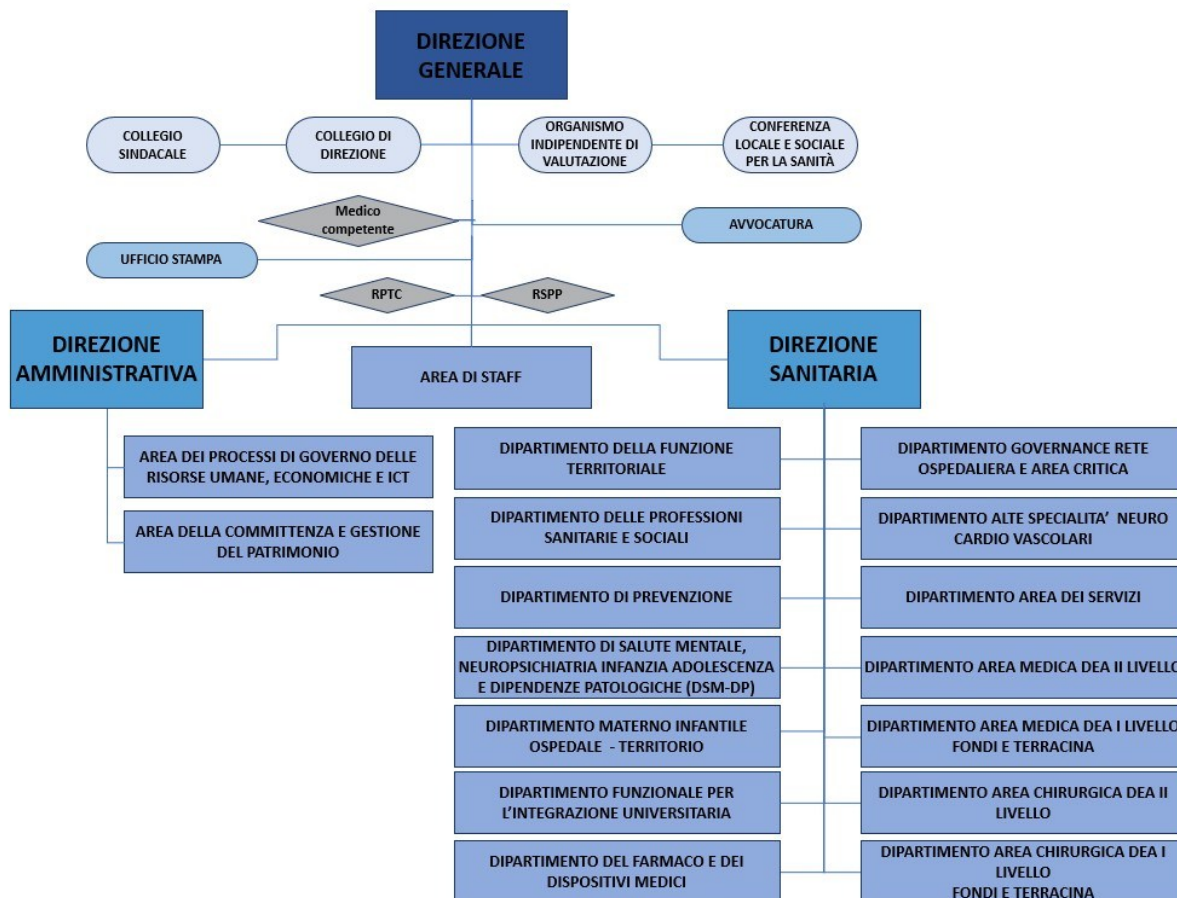 DIREZIONE
GENERALE
COLLEGIO
SINDACALE
COLLEGIO DI
DIREZIONE
ORGANISMO
INDIPENDENTE DI
VALUTAZIONE
CONFERENZA
LOCALE E SOCIALE
PER LA SANITÀ
Medico
competente
AVVOCATURA
UFFICIO STAMPA
RPTC
RSPP
DIREZIONE
AMMINISTRATIVA
AREA DI STAFF
DIREZIONE
SANITARIA
AREA DEI PROCESSI DI GOVERNO DELLE
RISORSE UMANE, ECONOMICHE E ICT
AREA DELLA COMMITTENZA E GESTIONE
DEL PATRIMONIO
DIPARTIMENTO DELLA FUNZIONE
TERRITORIALE
DIPARTIMENTO GOVERNANCE RETE
OSPEDALIERA E AREA CRITICA
DIPARTIMENTO DELLE PROFESSIONI
SANITARIE E SOCIALI
DIPARTIMENTO ALTE SPECIALITA’ NEURO
CARDIO VASCOLARI
DIPARTIMENTO DI PREVENZIONE
DIPARTIMENTO AREA DEI SERVIZI
DIPARTIMENTO DI SALUTE MENTALE,
NEUROPSICHIATRIA INFANZIA ADOLESCENZA
E DIPENDENZE PATOLOGICHE (DSM-DP)
DIPARTIMENTO AREA MEDICA DEA II LIVELLO
DIPARTIMENTO MATERNO INFANTILE
OSPEDALE - TERRITORIO
DIPARTIMENTO AREA MEDICA DEA I LIVELLO
FONDI E TERRACINA
DIPARTIMENTO FUNZIONALE PER
L’INTEGRAZIONE UNIVERSITARIA
DIPARTIMENTO AREA CHIRURGICA DEA II
LIVELLO
DIPARTIMENTO DEL FARMACO E DEI
DISPOSITIVI MEDICI
DIPARTIMENTO AREA CHIRURGICA DEA I
LIVELLO
FONDI E TERRACINA